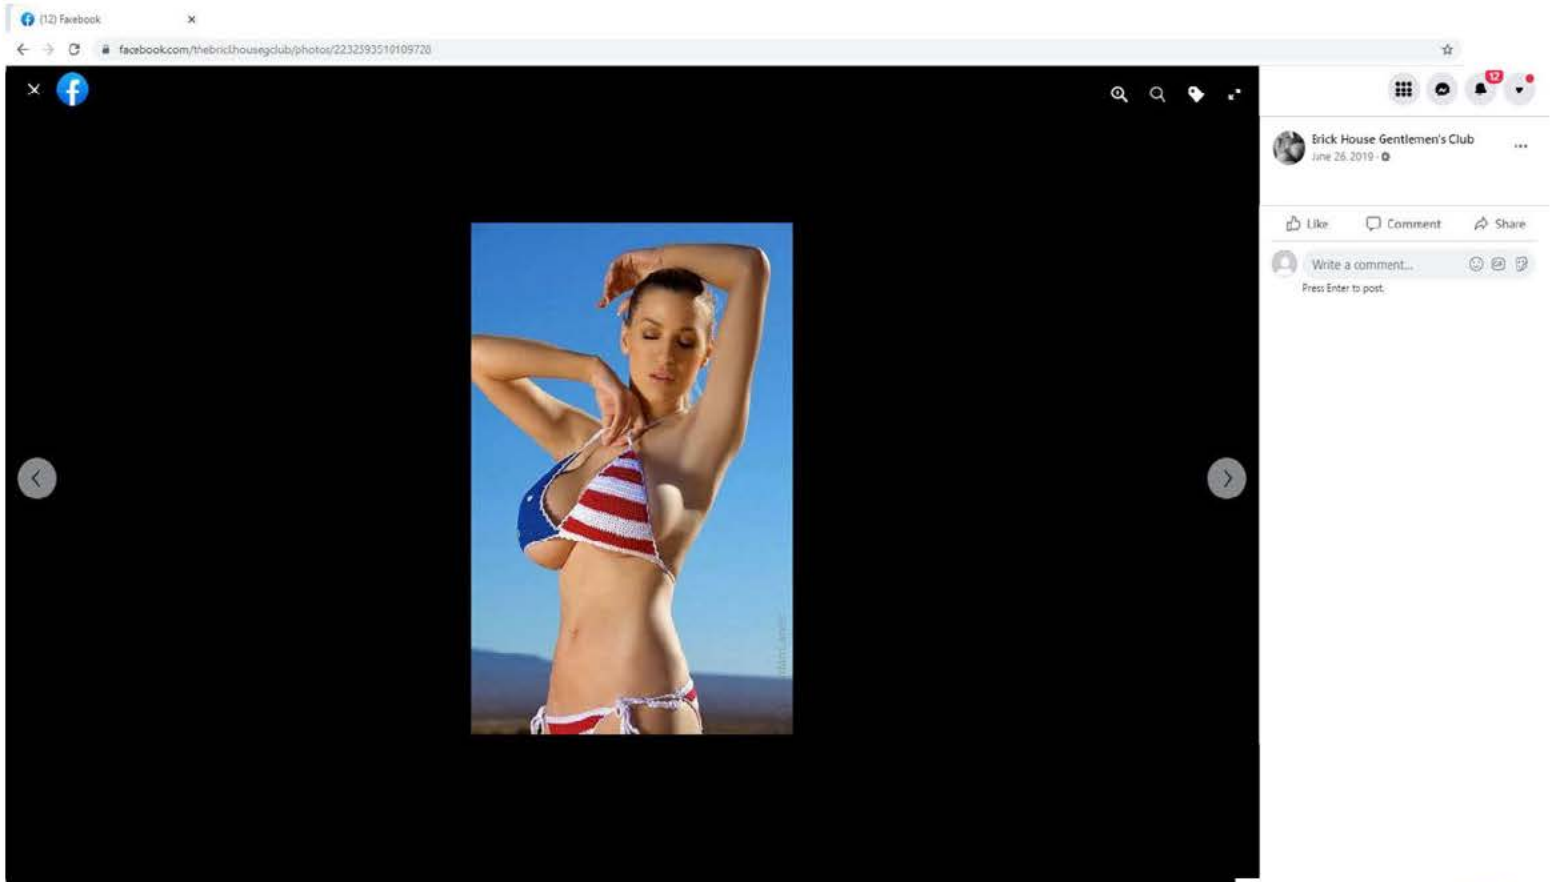 (12) Facebook
facebook.com/thebrickhousegclub/photos/2232593510109728
12
Brick House Gentlemen's Club
June 26, 2019
Like
Comment
Share
Write a comment...
Press Enter to post.